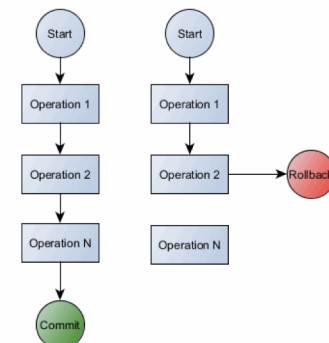 Start
Operation 1
Operation 2
Operation N
Commit
Start
Operation 1
Operation 2
Rollback
Operation N